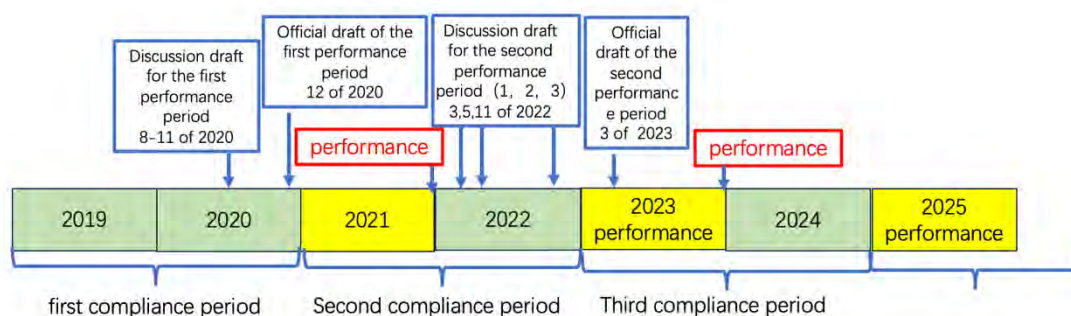 Discussion draft
for the first
performance
period
8-11 of 2020
Official draft of the
first performance
period
12 of 2020
Discussion draft
for the second
performance
period (1, 2, 3)
3,5,11 of 2022
Official
draft of the
second
performanc
e period
3 of 2023
performance
performance
2019
2020
2021
2022
2023
performance
2024
2025
performance
first compliance period
Second compliance period
Third compliance period